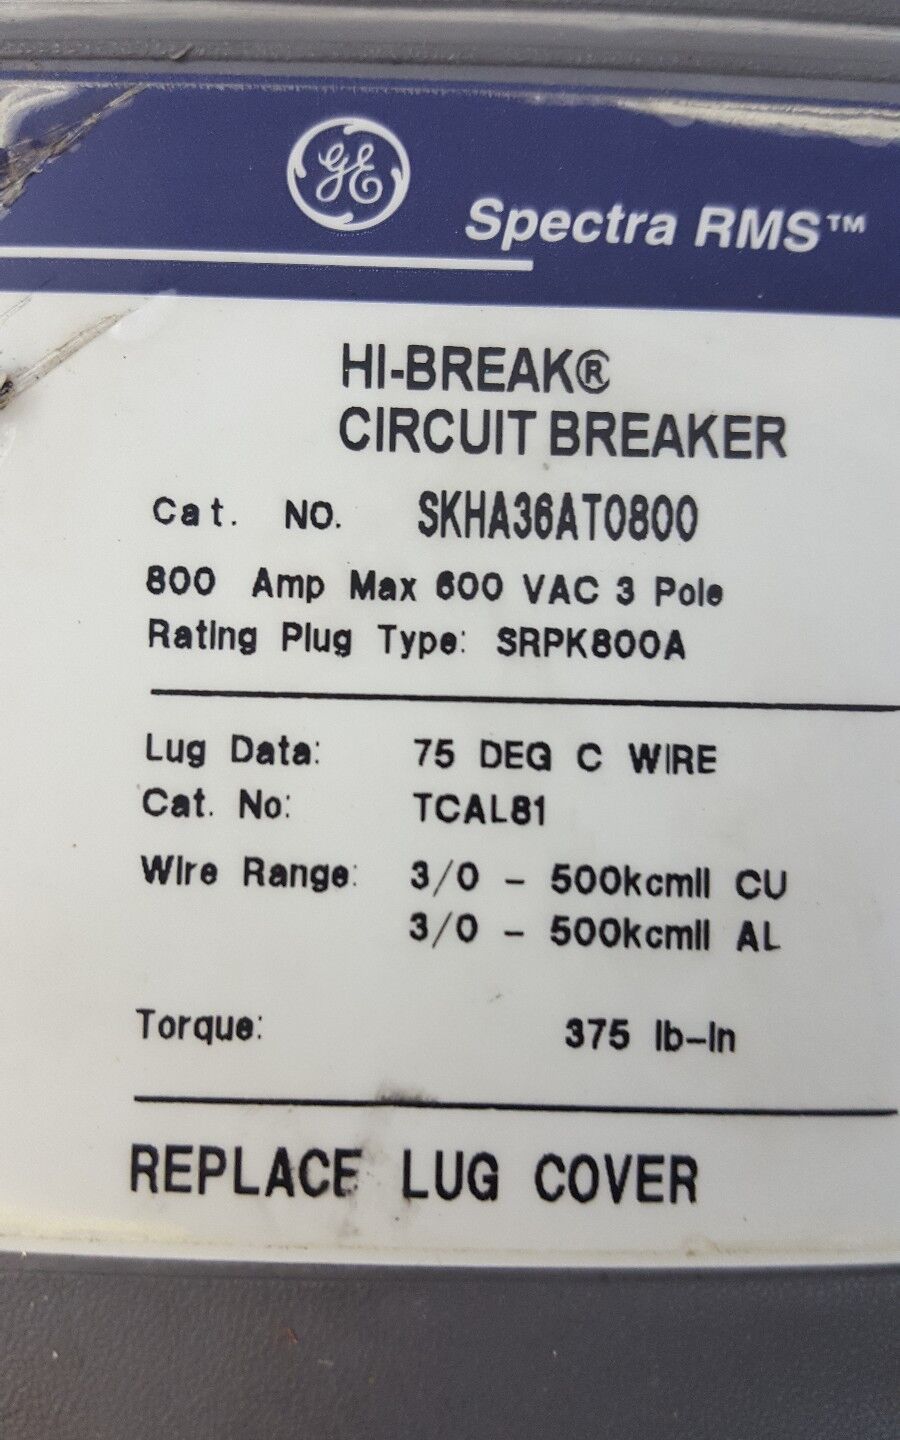 GE
Spectra RMS™
HI-BREAK®
CIRCUIT BREAKER
Cat. NO. SKHA36AT0800
800 Amp Max 600 VAC 3 Pole
Rating Plug Type: SRPK800A
Lug Data: 75 DEG C WIRE
Cat. No: TCAL81
Wire Range: 3/0 - 500kcmil CU
3/0 - 500kcmil AL
Torque: 375 lb-in
REPLACE LUG COVER